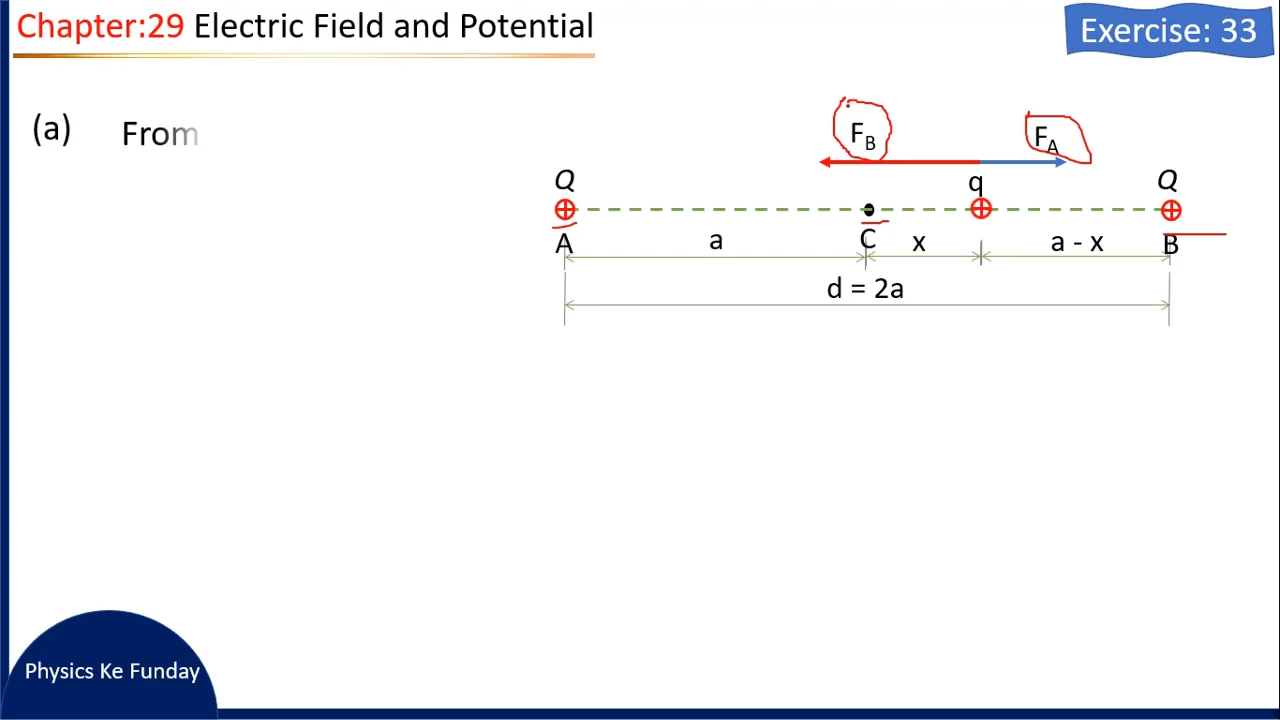 Chapter:29 Electric Field and Potential
Exercise: 33
(a) From
F_B F_A
Q q Q
A a C x a - x B
d = 2a
Physics Ke Funday